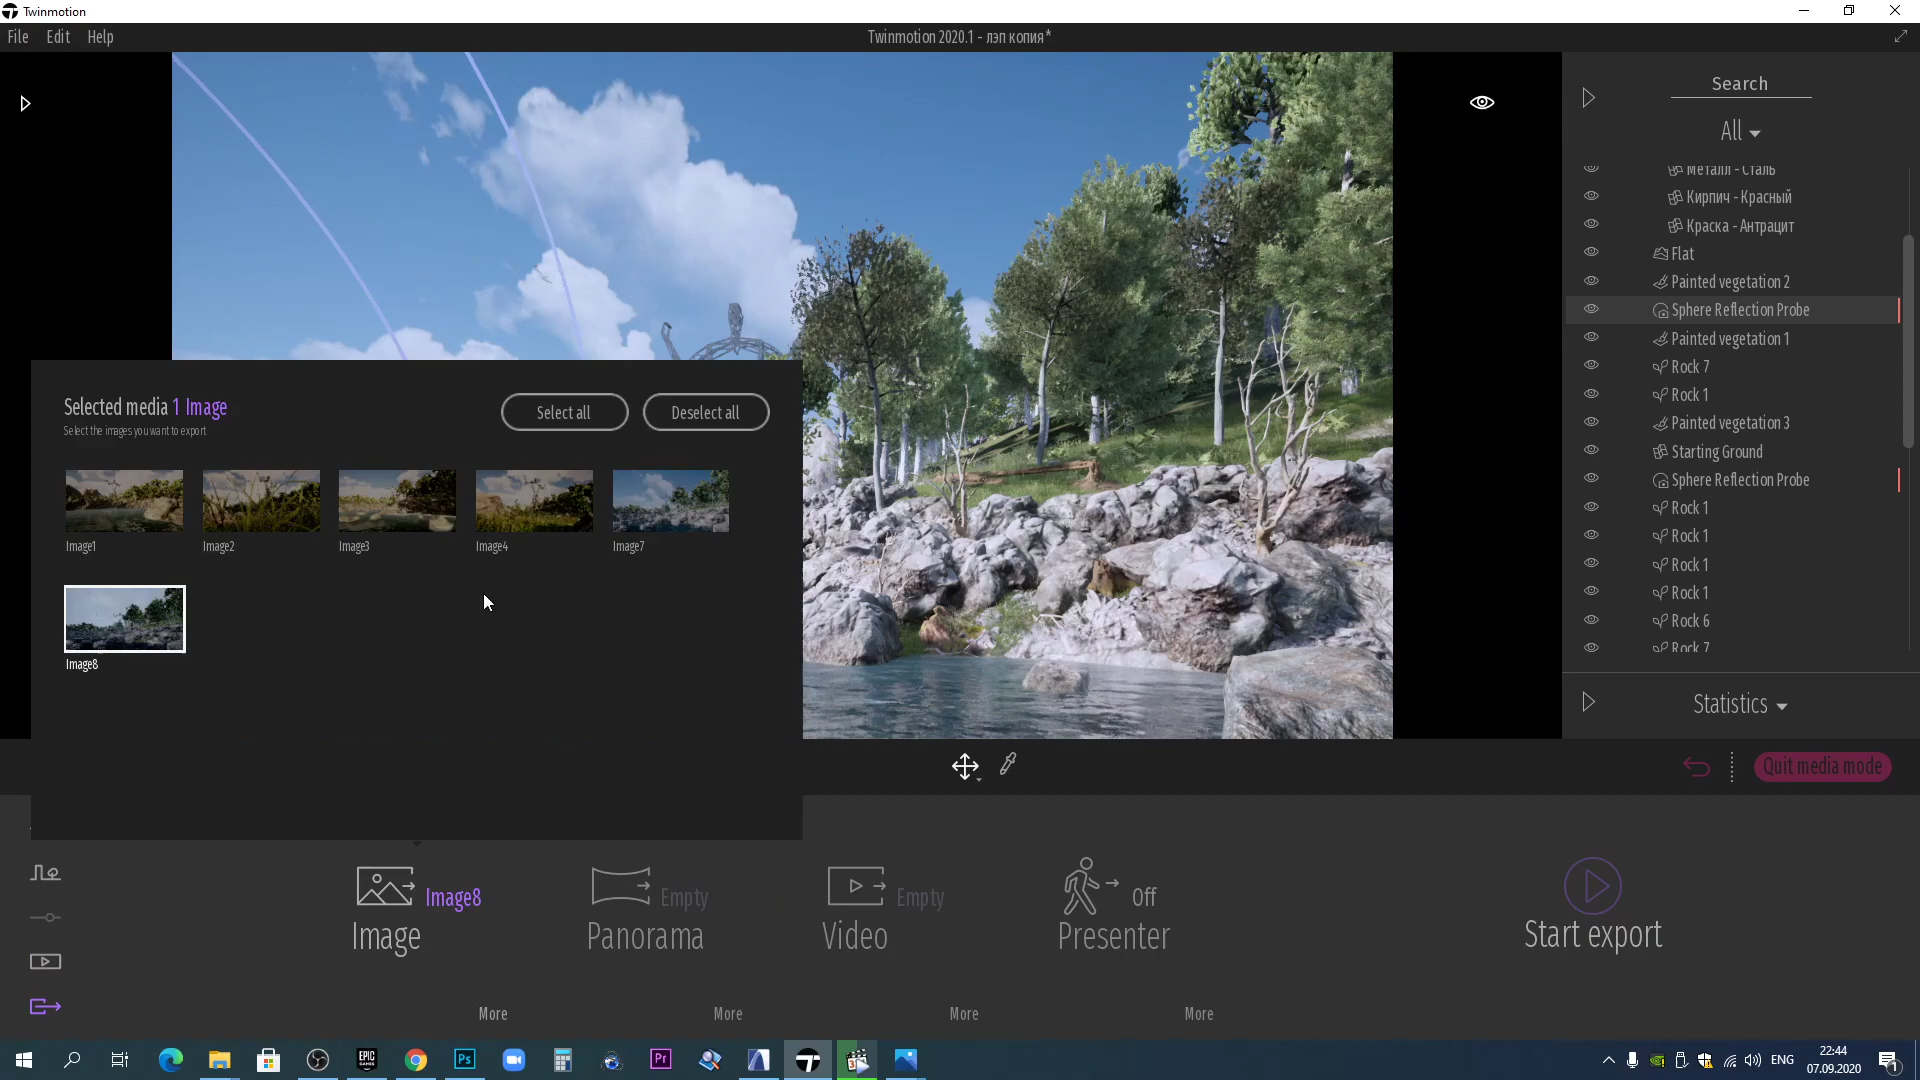 Twinmotion
File Edit Help
Twinmotion 2020.1 - лэп копия*
Search
All
Металл - Сталь
Кирпич - Красный
Краска - Антрацит
Flat
Painted vegetation 2
Sphere Reflection Probe
Painted vegetation 1
Rock 7
Rock 1
Painted vegetation 3
Starting Ground
Sphere Reflection Probe
Rock 1
Rock 1
Rock 1
Rock 1
Rock 6
Rock 7
Statistics
Selected media 1 Image
Select the images you want to export
Select all
Deselect all
Image1
Image2
Image3
Image4
Image7
Image8
Quit media mode
Image8
Image
More
Empty
Panorama
More
Empty
Video
More
Off
Presenter
More
Start export
EPIC GAMES
Ps
Pr
ENG
22:44
07.09.2020
1